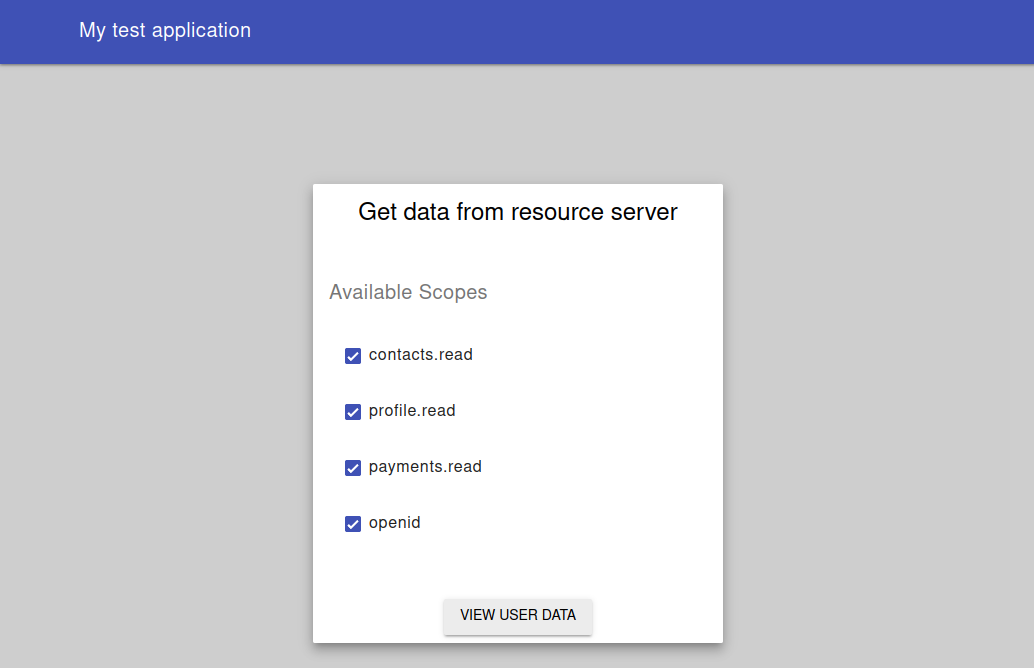 My test application
Get data from resource server
Available Scopes
contacts.read
profile.read
payments.read
openid
VIEW USER DATA